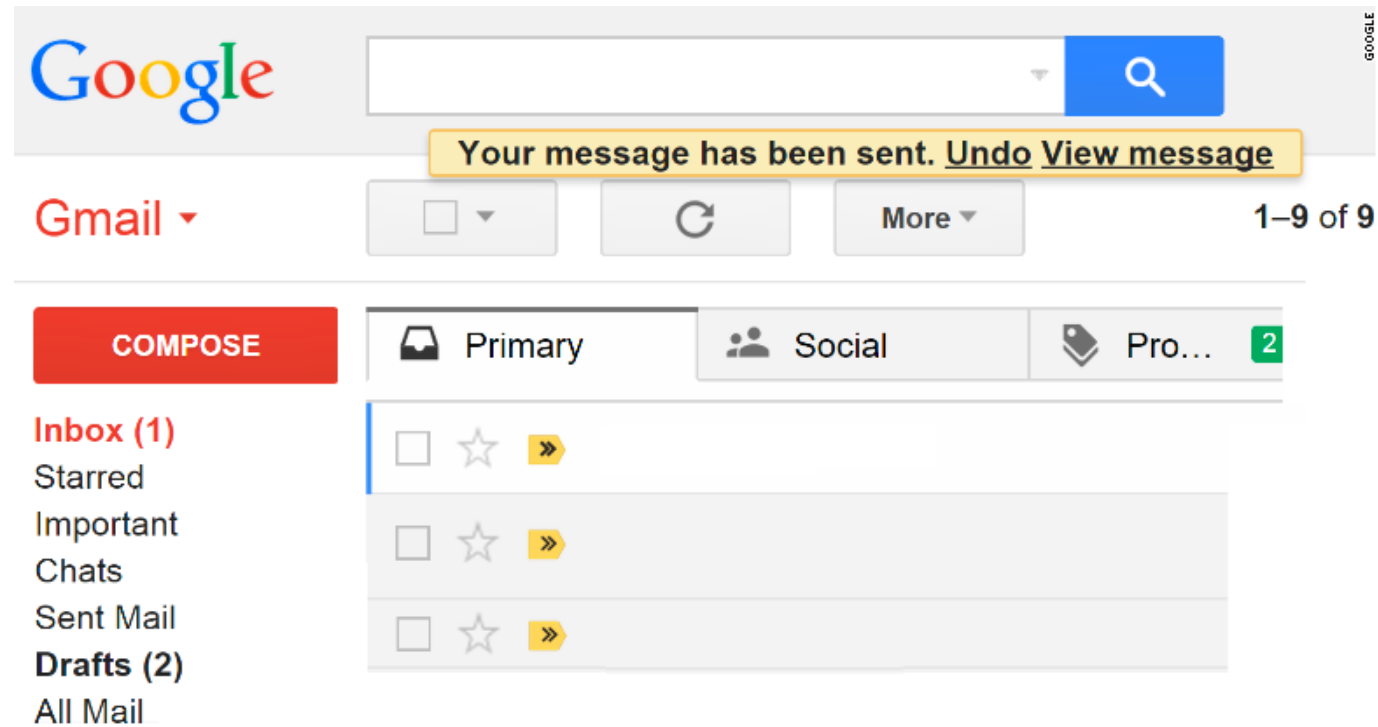 GOOGLE
Google
Your message has been sent. Undo View message
Gmail
More
1–9 of 9
COMPOSE
Primary
Social
Pro...
2
Inbox (1)
Starred
Important
Chats
Sent Mail
Drafts (2)
All Mail